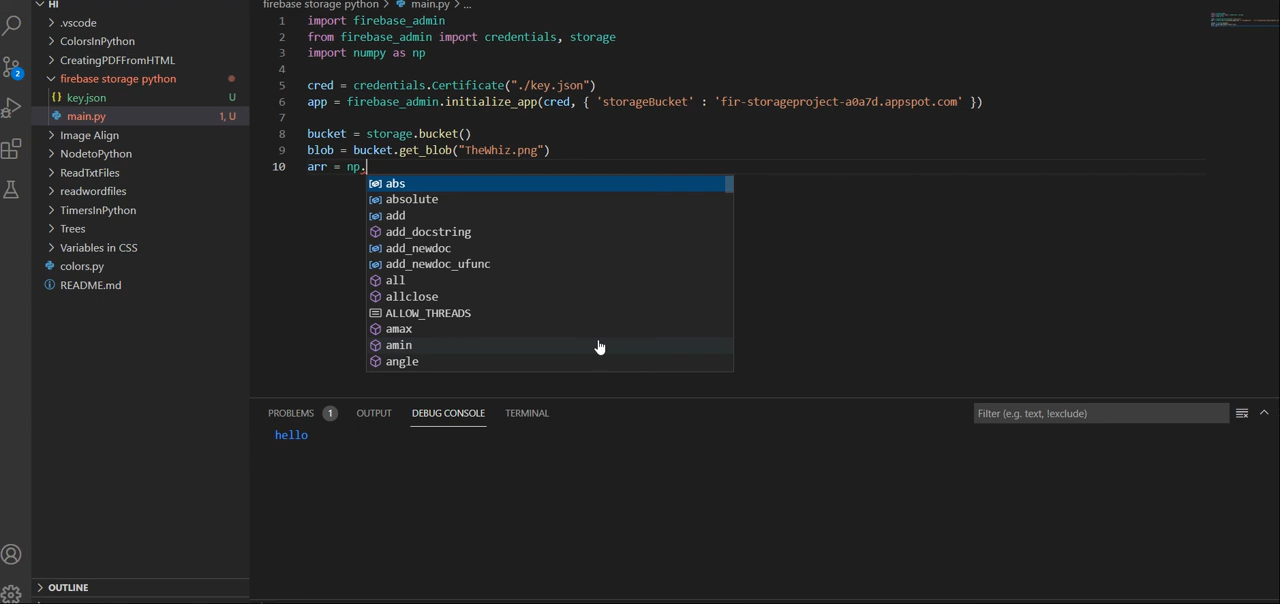 HI
.vscode
ColorsInPython
CreatingPDFFromHTML
firebase storage python
{} key.json U
main.py 1, U
Image Align
NodetoPython
ReadTxtFiles
readwordfiles
TimersInPython
Trees
Variables in CSS
colors.py
README.md
OUTLINE
2
firebase storage python > main.py > ...
1 import firebase_admin
2 from firebase_admin import credentials, storage
3 import numpy as np
4
5 cred = credentials.Certificate("./key.json")
6 app = firebase_admin.initialize_app(cred, { 'storageBucket' : 'fir-storageproject-a0a7d.appspot.com' })
7
8 bucket = storage.bucket()
9 blob = bucket.get_blob("TheWhiz.png")
10 arr = np.
abs
absolute
add
add_docstring
add_newdoc
add_newdoc_ufunc
all
allclose
ALLOW_THREADS
amax
amin
angle
PROBLEMS 1 OUTPUT DEBUG CONSOLE TERMINAL Filter (e.g. text, !exclude)
hello